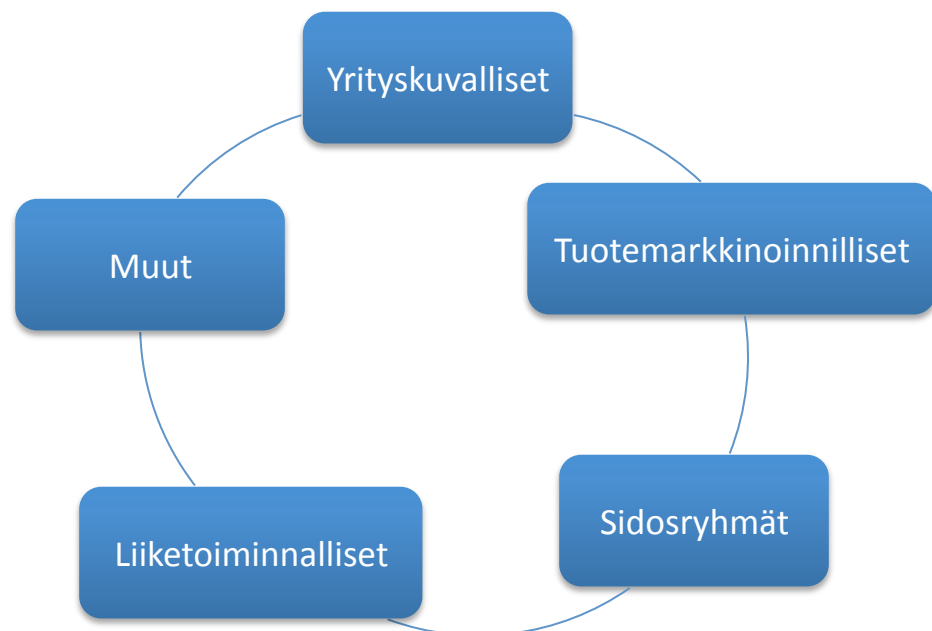 Yrityskuvalliset
Tuotemarkkinoinnilliset
Sidosryhmät
Liiketoiminnalliset
Muut